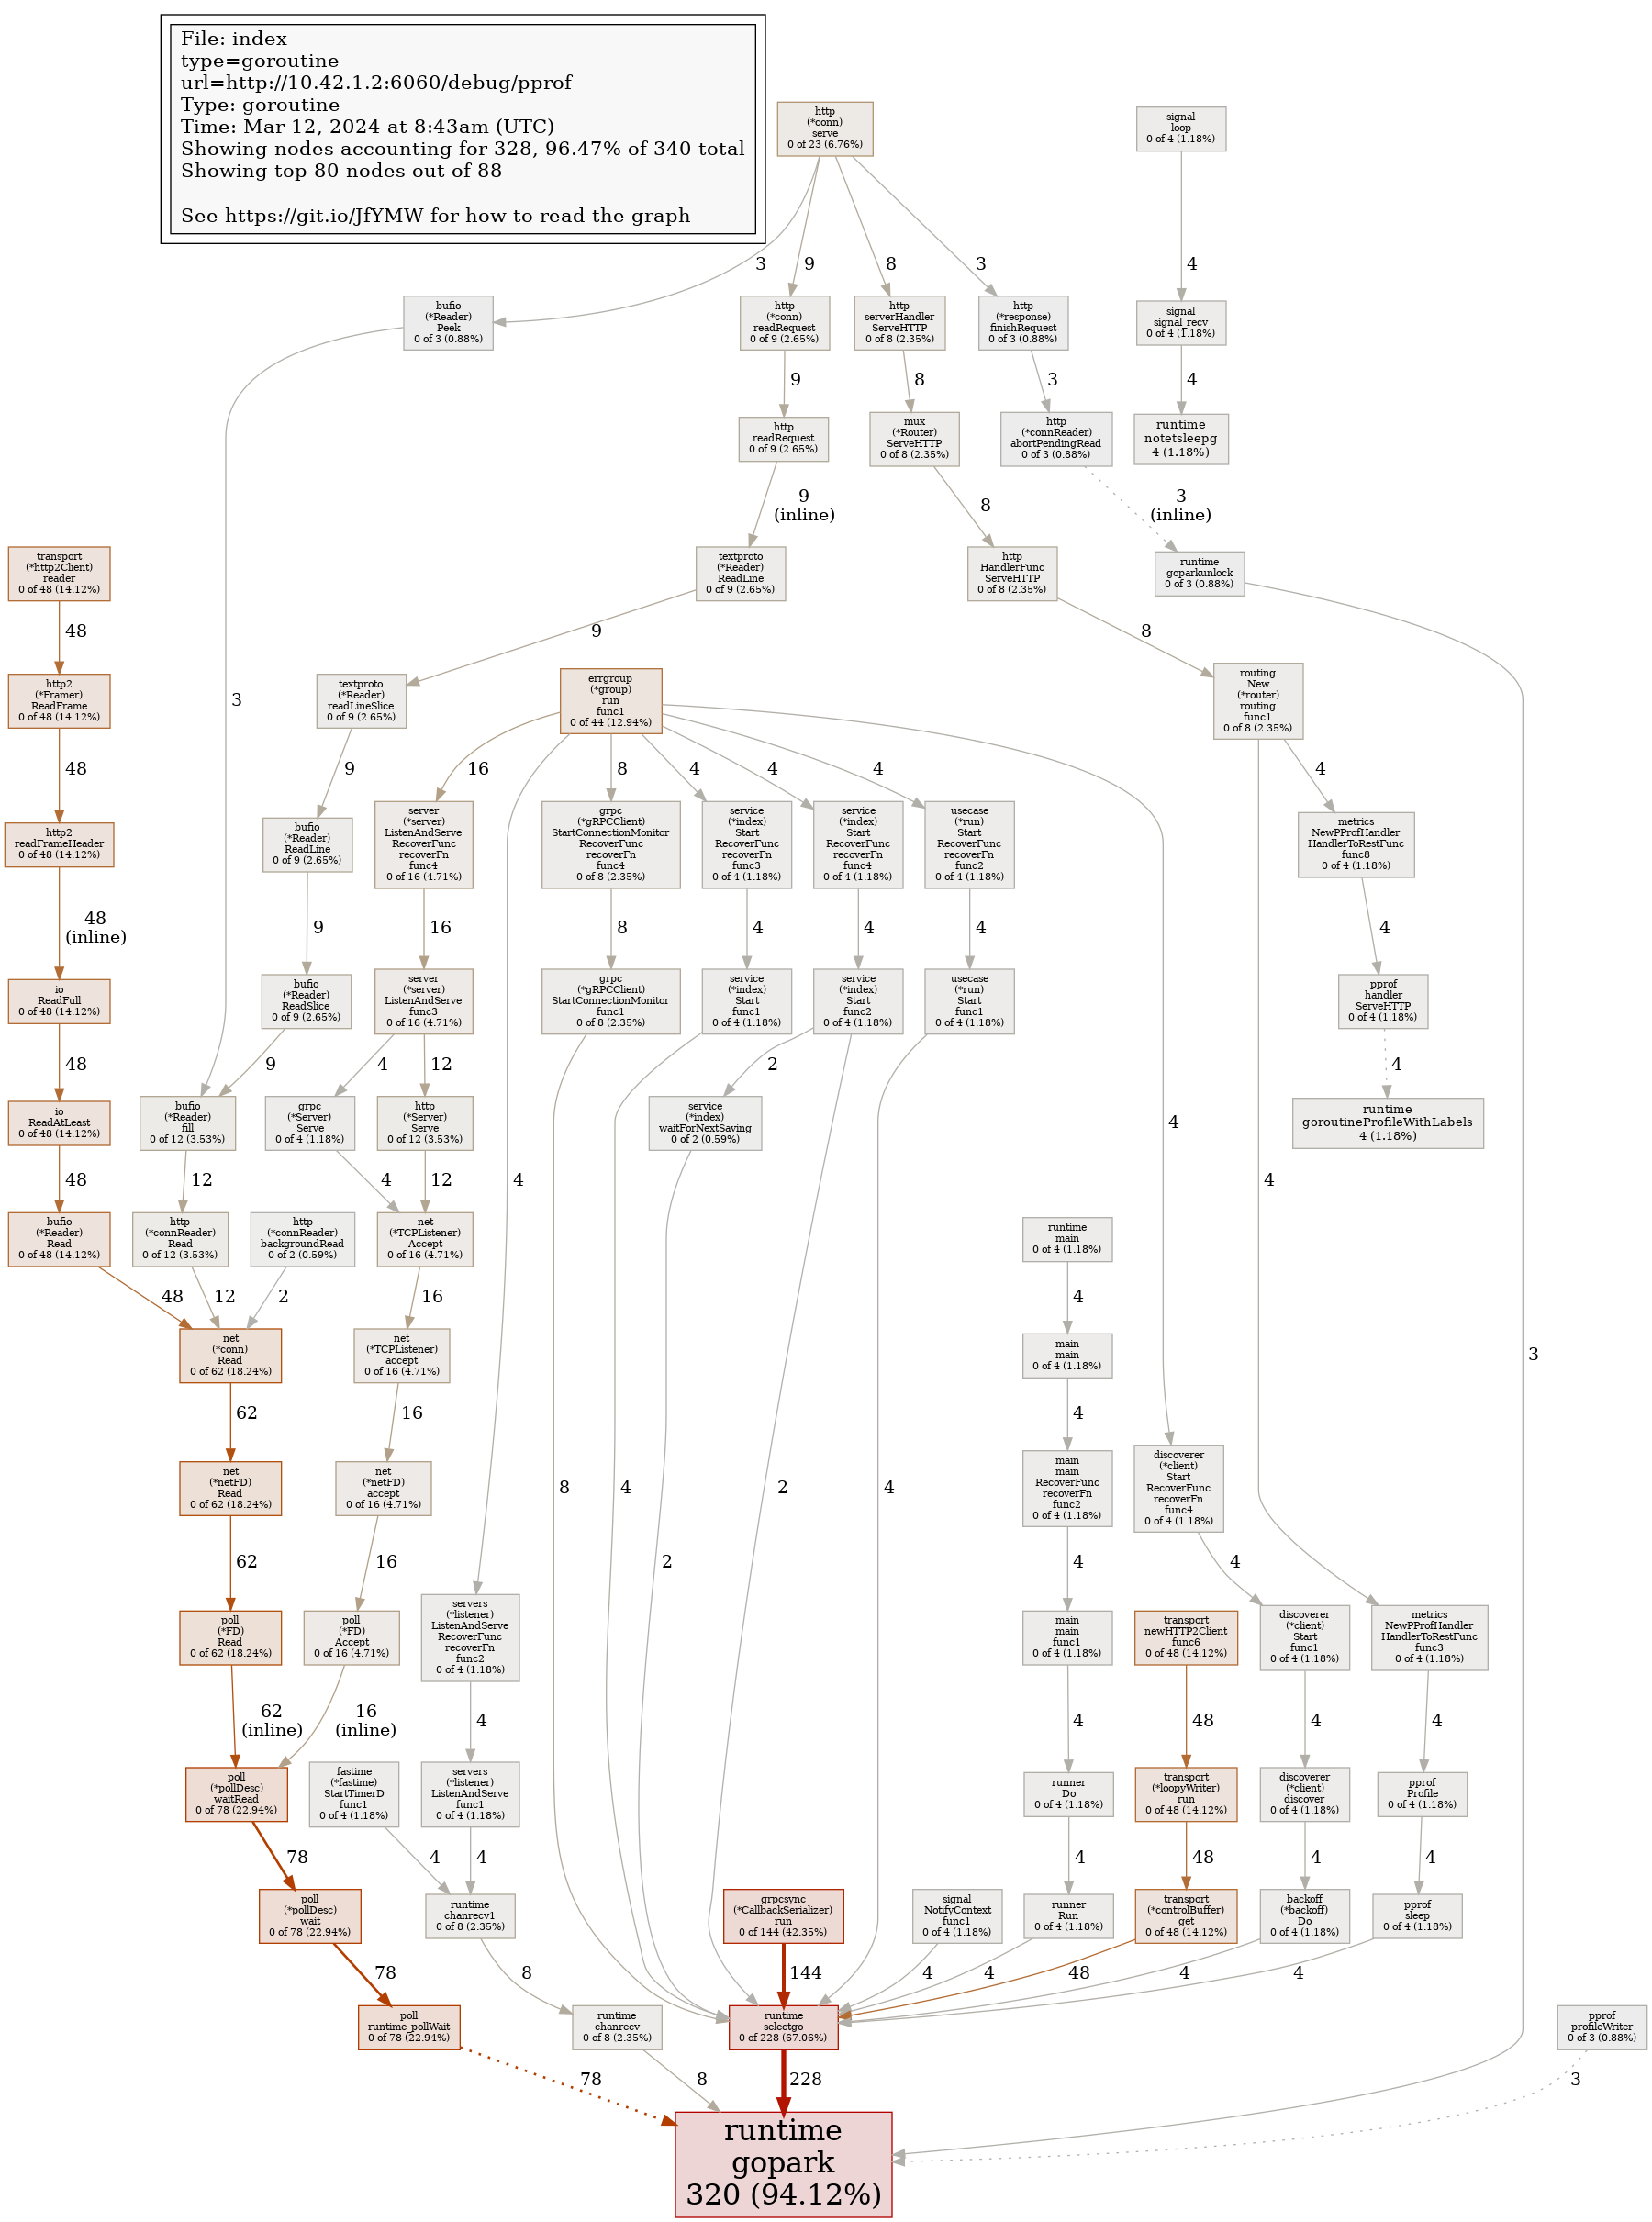 File: index
type=goroutine
url=http://10.42.1.2:6060/debug/pprof
Type: goroutine
Time: Mar 12, 2024 at 8:43am (UTC)
Showing nodes accounting for 328, 96.47% of 340 total
Showing top 80 nodes out of 88
See https://git.io/JfYMW for how to read the graph
http
(*conn)
serve
0 of 23 (6.76%)
signal
loop
0 of 4 (1.18%)
3
9
8
3
4
bufio
(*Reader)
Peek
0 of 3 (0.88%)
http
(*conn)
readRequest
0 of 9 (2.65%)
http
serverHandler
ServeHTTP
0 of 8 (2.35%)
http
(*response)
finishRequest
0 of 3 (0.88%)
signal
signal_recv
0 of 4 (1.18%)
9
8
3
4
http
readRequest
0 of 9 (2.65%)
mux
(*Router)
ServeHTTP
0 of 8 (2.35%)
http
(*connReader)
abortPendingRead
0 of 3 (0.88%)
runtime
notetsleepg
4 (1.18%)
9
(inline)
8
3
(inline)
transport
(*http2Client)
reader
0 of 48 (14.12%)
textproto
(*Reader)
ReadLine
0 of 9 (2.65%)
http
HandlerFunc
ServeHTTP
0 of 8 (2.35%)
runtime
goparkunlock
0 of 3 (0.88%)
48
9
8
http2
(*Framer)
ReadFrame
0 of 48 (14.12%)
3
textproto
(*Reader)
readLineSlice
0 of 9 (2.65%)
errgroup
(*group)
run
func1
0 of 44 (12.94%)
routing
New
(*router)
routing
func1
0 of 8 (2.35%)
48
9
16
8
4
4
4
4
http2
readFrameHeader
0 of 48 (14.12%)
bufio
(*Reader)
ReadLine
0 of 9 (2.65%)
server
(*server)
ListenAndServe
RecoverFunc
recoverFn
func4
0 of 16 (4.71%)
grpc
(*gRPCClient)
StartConnectionMonitor
RecoverFunc
recoverFn
func4
0 of 8 (2.35%)
service
(*index)
Start
RecoverFunc
recoverFn
func3
0 of 4 (1.18%)
service
(*index)
Start
RecoverFunc
recoverFn
func4
0 of 4 (1.18%)
usecase
(*run)
Start
RecoverFunc
recoverFn
func2
0 of 4 (1.18%)
metrics
NewPProfHandler
HandlerToRestFunc
func8
0 of 4 (1.18%)
48
(inline)
9
16
8
4
4
4
4
io
ReadFull
0 of 48 (14.12%)
bufio
(*Reader)
ReadSlice
0 of 9 (2.65%)
server
(*server)
ListenAndServe
func3
0 of 16 (4.71%)
grpc
(*gRPCClient)
StartConnectionMonitor
func1
0 of 8 (2.35%)
service
(*index)
Start
func1
0 of 4 (1.18%)
service
(*index)
Start
func2
0 of 4 (1.18%)
usecase
(*run)
Start
func1
0 of 4 (1.18%)
pprof
handler
ServeHTTP
0 of 4 (1.18%)
48
9
4
12
2
4
io
ReadAtLeast
0 of 48 (14.12%)
bufio
(*Reader)
fill
0 of 12 (3.53%)
grpc
(*Server)
Serve
0 of 4 (1.18%)
http
(*Server)
Serve
0 of 12 (3.53%)
service
(*index)
waitForNextSaving
0 of 2 (0.59%)
4
runtime
goroutineProfileWithLabels
4 (1.18%)
48
12
4
12
4
4
bufio
(*Reader)
Read
0 of 48 (14.12%)
http
(*connReader)
Read
0 of 12 (3.53%)
http
(*connReader)
backgroundRead
0 of 2 (0.59%)
net
(*TCPListener)
Accept
0 of 16 (4.71%)
runtime
main
0 of 4 (1.18%)
48
12
2
16
4
net
(*conn)
Read
0 of 62 (18.24%)
net
(*TCPListener)
accept
0 of 16 (4.71%)
main
main
0 of 4 (1.18%)
3
62
16
4
net
(*netFD)
Read
0 of 62 (18.24%)
net
(*netFD)
accept
0 of 16 (4.71%)
8
4
2
2
4
main
main
RecoverFunc
recoverFn
func2
0 of 4 (1.18%)
discoverer
(*client)
Start
RecoverFunc
recoverFn
func4
0 of 4 (1.18%)
62
16
4
4
poll
(*FD)
Read
0 of 62 (18.24%)
poll
(*FD)
Accept
0 of 16 (4.71%)
servers
(*listener)
ListenAndServe
RecoverFunc
recoverFn
func2
0 of 4 (1.18%)
main
main
func1
0 of 4 (1.18%)
transport
newHTTP2Client
func6
0 of 48 (14.12%)
discoverer
(*client)
Start
func1
0 of 4 (1.18%)
metrics
NewPProfHandler
HandlerToRestFunc
func3
0 of 4 (1.18%)
62
(inline)
16
(inline)
4
4
48
4
4
poll
(*pollDesc)
waitRead
0 of 78 (22.94%)
fastime
(*fastime)
StartTimerD
func1
0 of 4 (1.18%)
servers
(*listener)
ListenAndServe
func1
0 of 4 (1.18%)
runner
Do
0 of 4 (1.18%)
transport
(*loopyWriter)
run
0 of 48 (14.12%)
discoverer
(*client)
discover
0 of 4 (1.18%)
pprof
Profile
0 of 4 (1.18%)
78
4
4
4
48
4
4
poll
(*pollDesc)
wait
0 of 78 (22.94%)
runtime
chanrecv1
0 of 8 (2.35%)
grpcsync
(*CallbackSerializer)
run
0 of 144 (42.35%)
signal
NotifyContext
func1
0 of 4 (1.18%)
runner
Run
0 of 4 (1.18%)
transport
(*controlBuffer)
get
0 of 48 (14.12%)
backoff
(*backoff)
Do
0 of 4 (1.18%)
pprof
sleep
0 of 4 (1.18%)
78
8
144
4
4
48
4
4
poll
runtime_pollWait
0 of 78 (22.94%)
runtime
chanrecv
0 of 8 (2.35%)
runtime
selectgo
0 of 228 (67.06%)
pprof
profileWriter
0 of 3 (0.88%)
78
8
228
3
runtime
gopark
320 (94.12%)